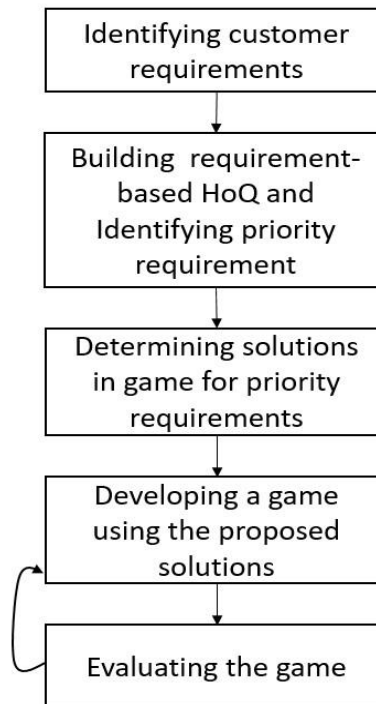 Identifying customer
requirements
Building requirement-
based HoQ and
Identifying priority
requirement
Determining solutions
in game for priority
requirements
Developing a game
using the proposed
solutions
Evaluating the game